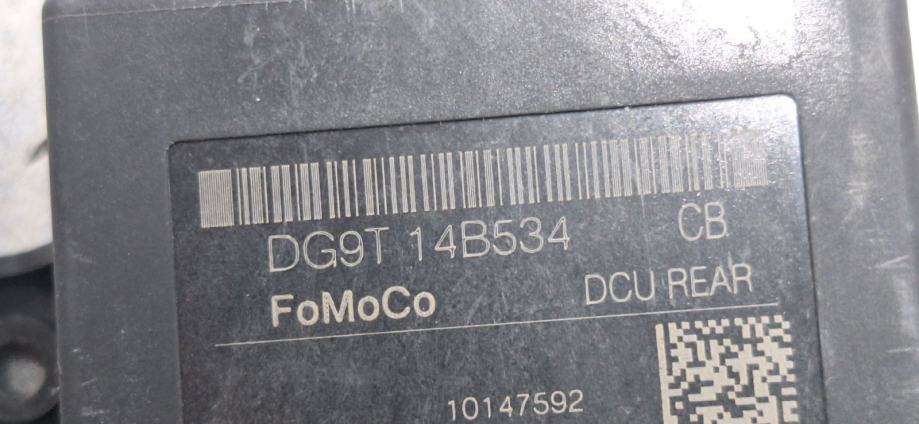 DG9T 14B534 CB
FoMoCo DCU REAR
10147592